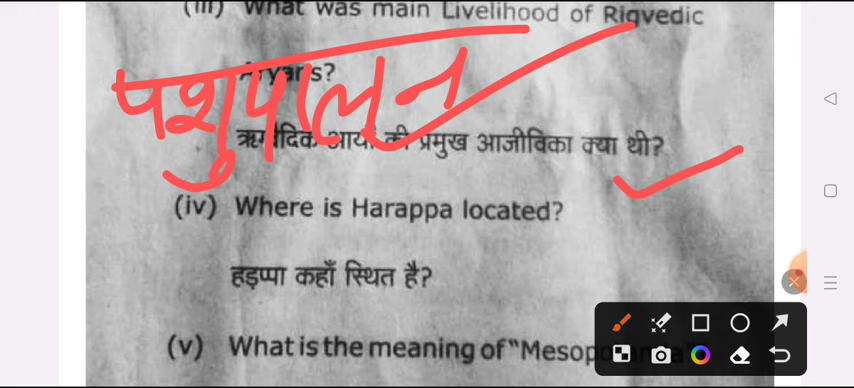 (iii) What was main Livelihood of Rigvedic
Aryans?
पशुपालन
ऋग्वैदिक आर्यों की प्रमुख आजीविका क्या थी?
(iv) Where is Harappa located?
हड़प्पा कहाँ स्थित है?
(v) What is the meaning of "Mesopotamia"